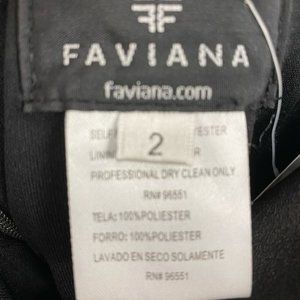 FAVIANA
faviana.com
2
PROFESSIONAL DRY CLEAN ONLY
RN# 96551
TELA: 100%POLIESTER
FORRO: 100%POLIESTER
LAVADO EN SECO SOLAMENTE
RN# 96551